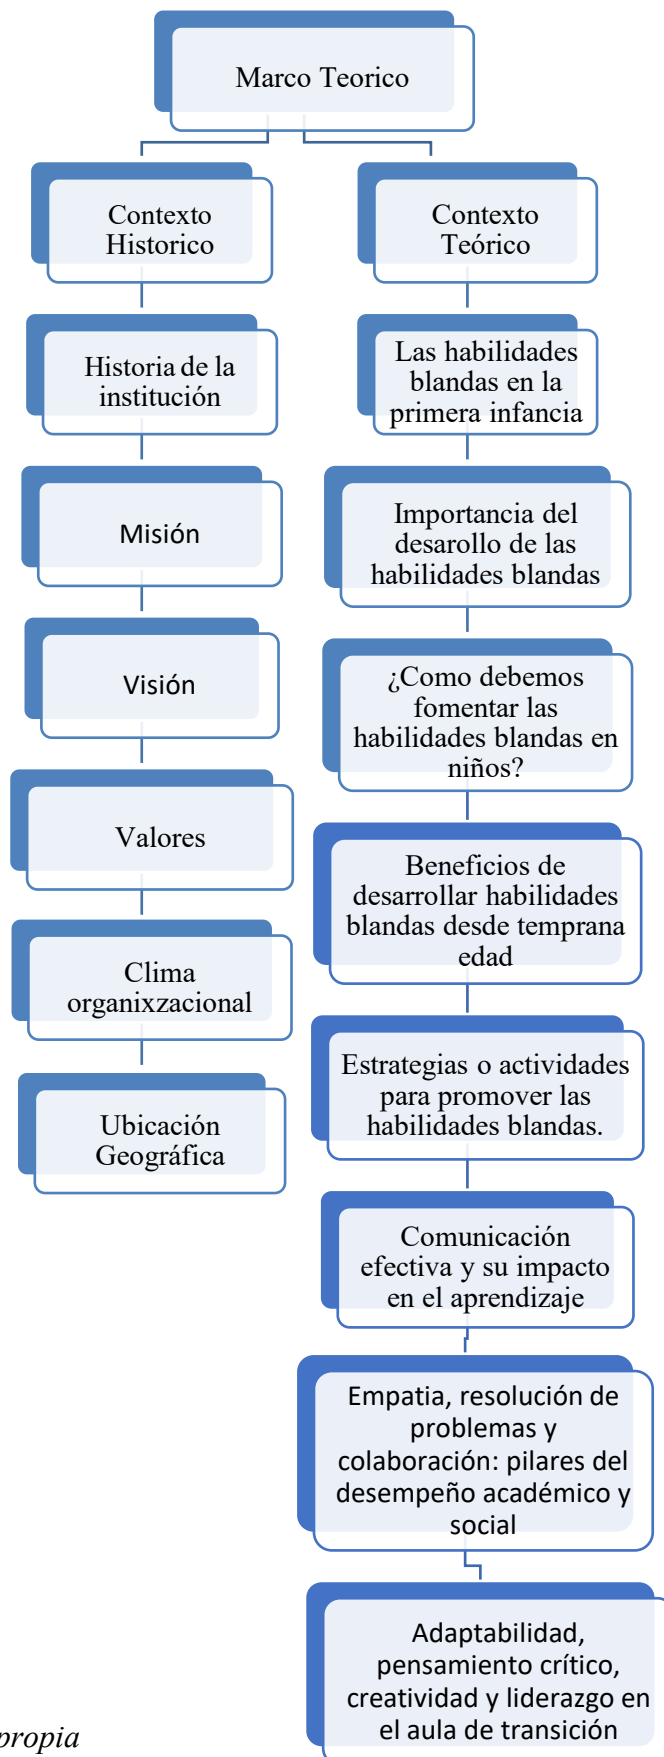 Marco Teorico
Contexto
Historico
Historia de la
institución
Misión
Visión
Valores
Clima
organixzacional
Ubicación
Geográfica
Contexto
Teórico
Las habilidades
blandas en la
primera infancia
Importancia del
desarollo de las
habilidades blandas
¿Como debemos
fomentar las
habilidades blandas en
niños?
Beneficios de
desarrollar habilidades
blandas desde temprana
edad
Estrategias o actividades
para promover las
habilidades blandas.
Comunicación
efectiva y su impacto
en el aprendizaje
Empatia, resolución de
problemas y
colaboración: pilares del
desempeño académico y
social
Adaptabilidad,
pensamiento crítico,
creatividad y liderazgo en
el aula de transición
propia